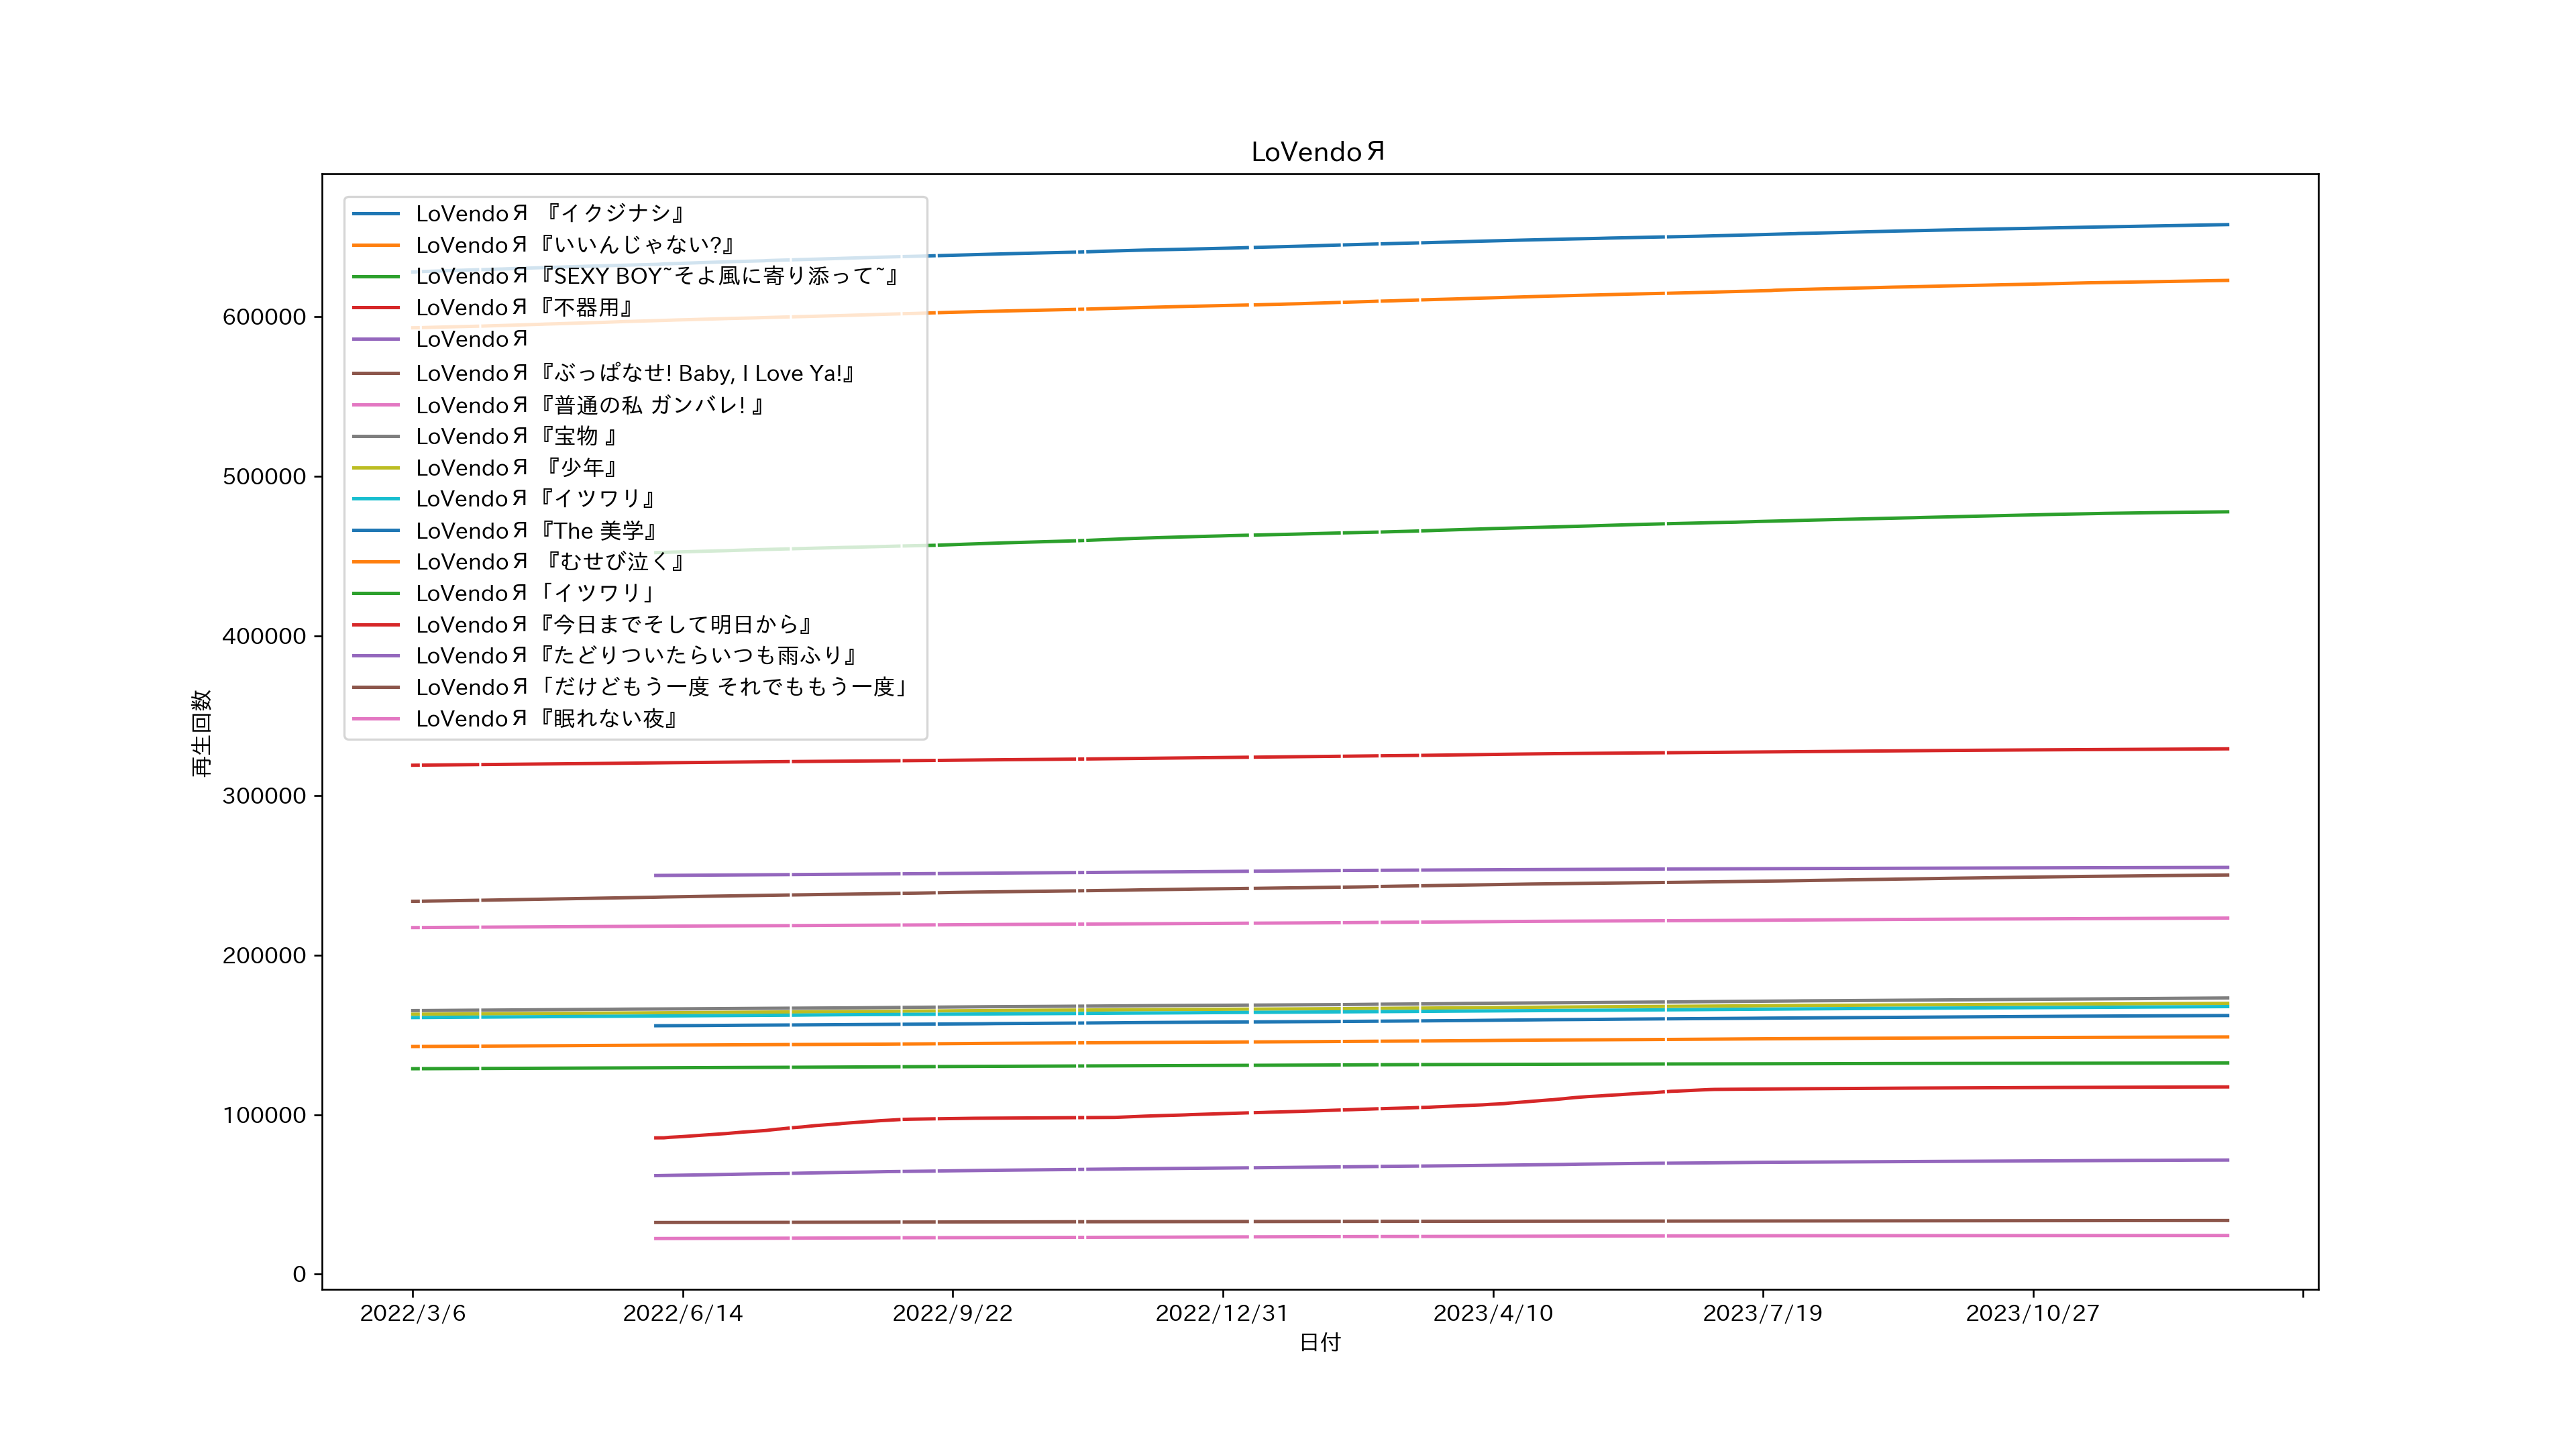 LoVendoЯ
LoVendoЯ 『イクジナシ』
LoVendoЯ『いいんじゃない?』
LoVendoЯ『SEXY BOY~そよ風に寄り添って~』
LoVendoЯ『不器用』
LoVendoЯ
LoVendoЯ『ぶっぱなせ! Baby, I Love Ya!』
LoVendoЯ『普通の私 ガンバレ! 』
LoVendoЯ『宝物 』
LoVendoЯ 『少年』
LoVendoЯ『イツワリ』
LoVendoЯ『The 美学』
LoVendoЯ 『むせび泣く』
LoVendoЯ「イツワリ」
LoVendoЯ『今日までそして明日から』
LoVendoЯ『たどりついたらいつも雨ふり』
LoVendoЯ「だけどもう一度 それでももう一度」
LoVendoЯ『眠れない夜』
600000
500000
400000
300000
200000
100000
0
再生回数
2022/3/6 2022/6/14 2022/9/22 2022/12/31 2023/4/10 2023/7/19 2023/10/27
日付